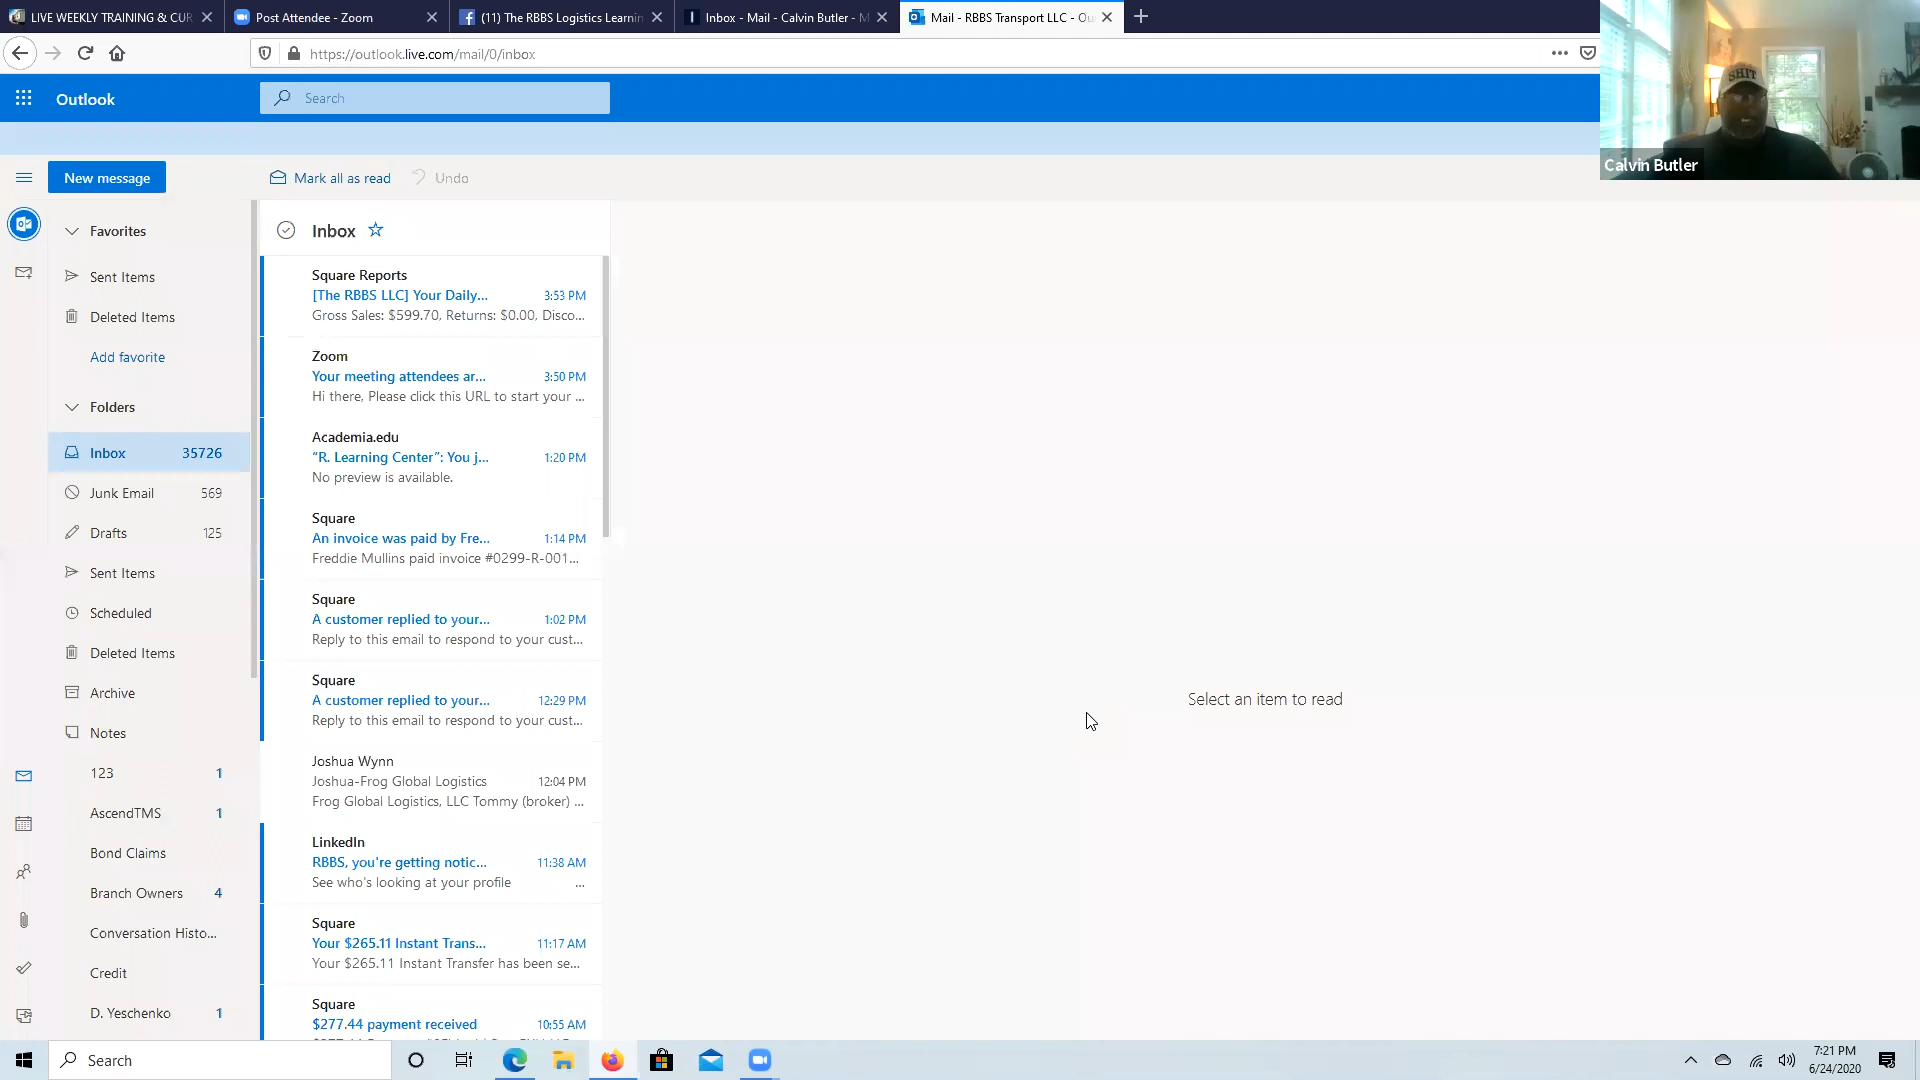 LIVE WEEKLY TRAINING & CUR
Post Attendee - Zoom
(11) The RBBS Logistics Learnin
Inbox - Mail - Calvin Butler - M
Mail - RBBS Transport LLC - Ou
https://outlook.live.com/mail/0/inbox
Outlook
Search
SHIT
Calvin Butler
New message
Mark all as read
Undo
Favorites
Sent Items
Deleted Items
Add favorite
Folders
Inbox 35726
Junk Email 569
Drafts 125
Sent Items
Scheduled
Deleted Items
Archive
Notes
123 1
AscendTMS 1
Bond Claims
Branch Owners 4
Conversation Histo...
Credit
D. Yeschenko 1
Inbox
Square Reports
[The RBBS LLC] Your Daily... 3:53 PM
Gross Sales: $599.70, Returns: $0.00, Disco...
Zoom
Your meeting attendees ar... 3:50 PM
Hi there, Please click this URL to start your ...
Academia.edu
“R. Learning Center”: You j... 1:20 PM
No preview is available.
Square
An invoice was paid by Fre... 1:14 PM
Freddie Mullins paid invoice #0299-R-001...
Square
A customer replied to your... 1:02 PM
Reply to this email to respond to your cust...
Square
A customer replied to your... 12:29 PM
Reply to this email to respond to your cust...
Joshua Wynn
Joshua-Frog Global Logistics 12:04 PM
Frog Global Logistics, LLC Tommy (broker) ...
LinkedIn
RBBS, you're getting notic... 11:38 AM
See who's looking at your profile ...
Square
Your $265.11 Instant Trans... 11:17 AM
Your $265.11 Instant Transfer has been se...
Square
$277.44 payment received 10:55 AM
Select an item to read
Search
7:21 PM
6/24/2020